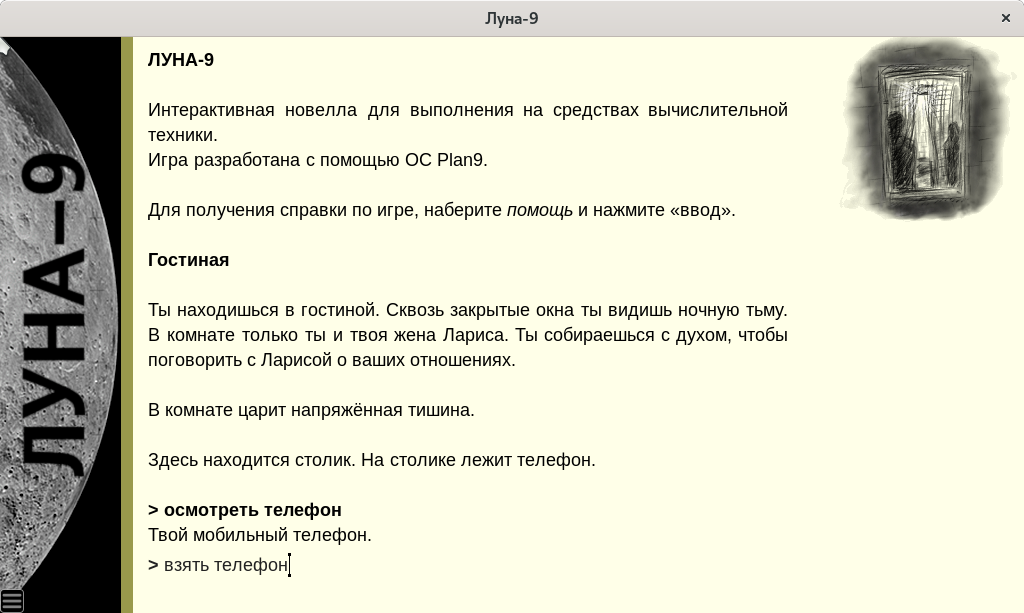 Луна-9
×
ЛУНА-9
ЛУНА-9
Интерактивная новелла для выполнения на средствах вычислительной
техники.
Игра разработана с помощью ОС Plan9.
Для получения справки по игре, наберите помощь и нажмите «ввод».
Гостиная
Ты находишься в гостиной. Сквозь закрытые окна ты видишь ночную тьму.
В комнате только ты и твоя жена Лариса. Ты собираешься с духом, чтобы
поговорить с Ларисой о ваших отношениях.
В комнате царит напряжённая тишина.
Здесь находится столик. На столике лежит телефон.
> осмотреть телефон
Твой мобильный телефон.
> взять телефон